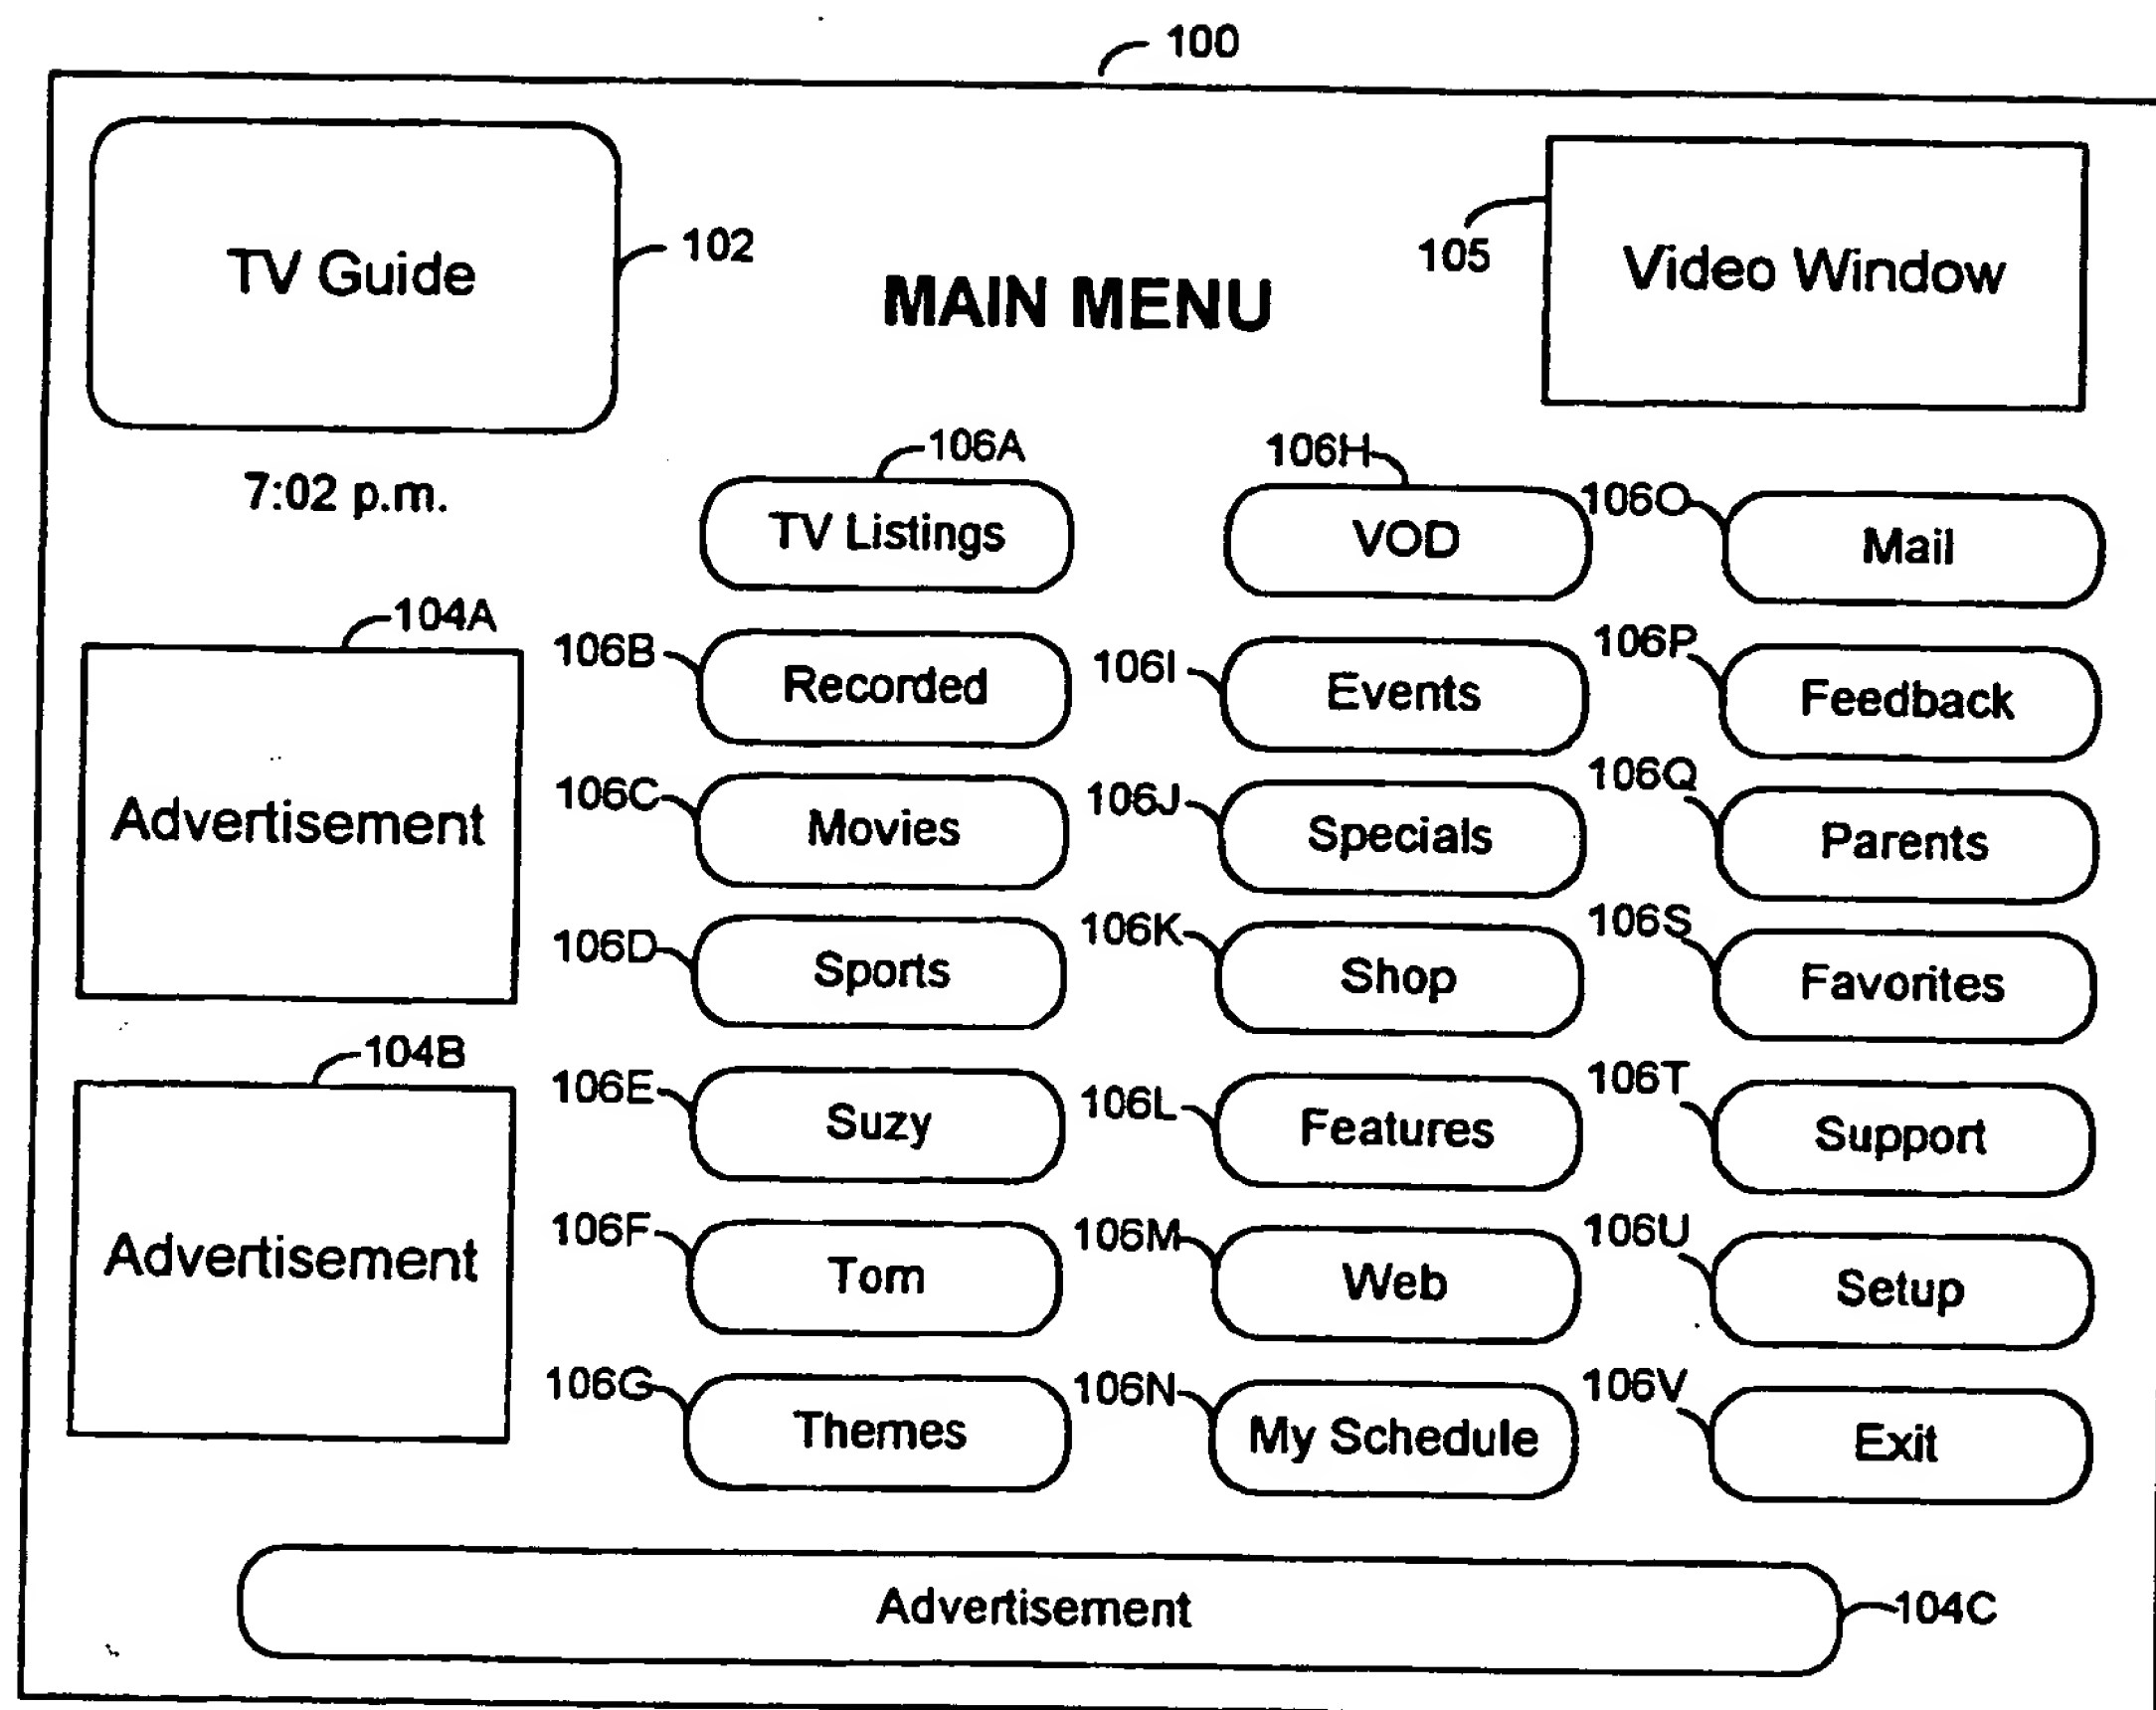 100
TV Guide
102
MAIN MENU
105
Video Window
7:02 p.m.
106A
TV Listings
106H
VOD
106O
Mail
104A
Advertisement
106B
Recorded
106I
Events
106P
Feedback
106C
Movies
106J
Specials
106Q
Parents
106D
Sports
106K
Shop
106S
Favorites
104B
Advertisement
106E
Suzy
106L
Features
106T
Support
106F
Tom
106M
Web
106U
Setup
106G
Themes
106N
My Schedule
106V
Exit
Advertisement
104C